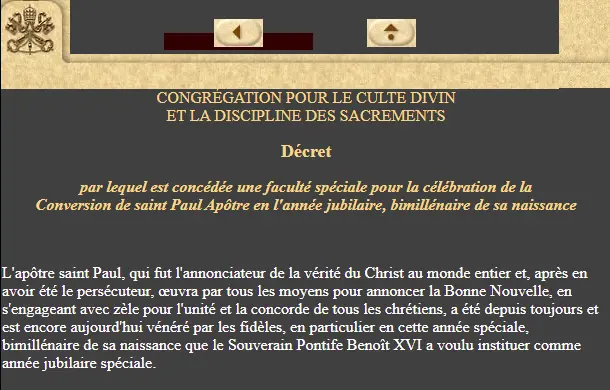 CONGRÉGATION POUR LE CULTE DIVIN
ET LA DISCIPLINE DES SACREMENTS
Décret
par lequel est concédée une faculté spéciale pour la célébration de la
Conversion de saint Paul Apôtre en l'année jubilaire, bimillénaire de sa naissance
L'apôtre saint Paul, qui fut l'annonciateur de la vérité du Christ au monde entier et, après en
avoir été le persécuteur, œuvra par tous les moyens pour annoncer la Bonne Nouvelle, en
s'engageant avec zèle pour l'unité et la concorde de tous les chrétiens, a été depuis toujours et
est encore aujourd'hui vénéré par les fidèles, en particulier en cette année spéciale,
bimillénaire de sa naissance que le Souverain Pontife Benoît XVI a voulu instituer comme
année jubilaire spéciale.